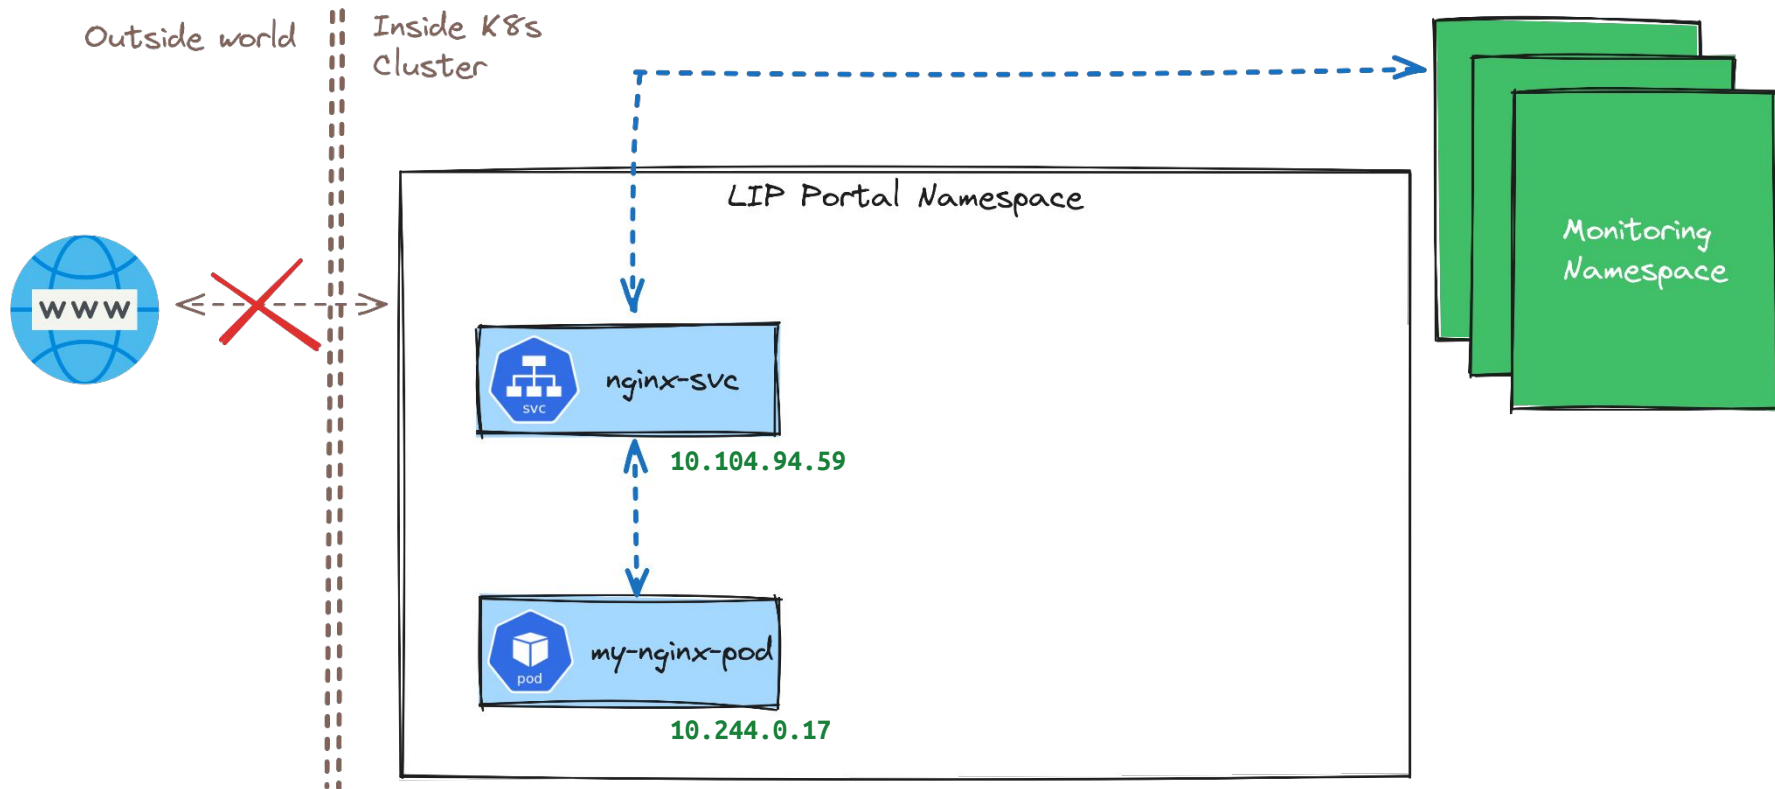 Outside world
Inside K8s
Cluster
LIP Portal Namespace
Monitoring
Namespace
WWW
svc
nginx-svc
10.104.94.59
pod
my-nginx-pod
10.244.0.17